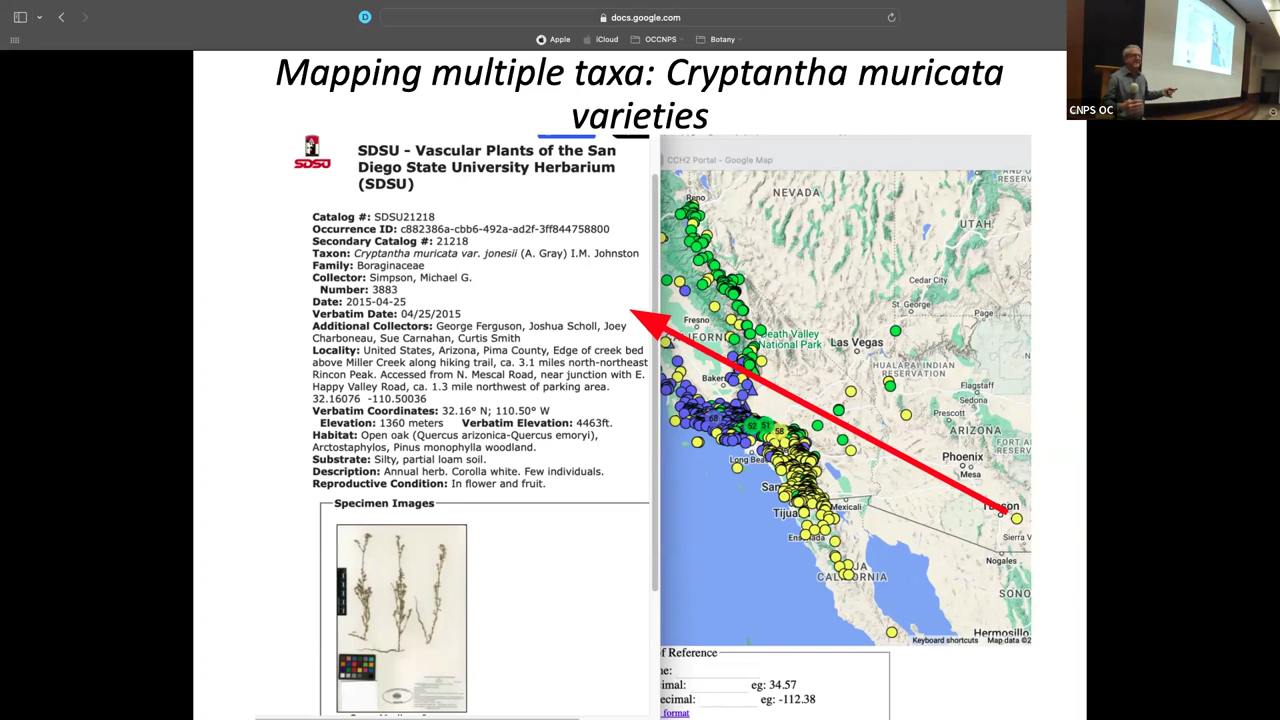 docs.google.com
Apple
iCloud
OCCNPS
Botany
CNPS OC
Mapping multiple taxa: Cryptantha muricata
varieties
SDSU
SDSU - Vascular Plants of the San
Diego State University Herbarium
(SDSU)
Catalog #: SDSU21218
Occurrence ID: c882386a-cbb6-492a-ad2f-3ff844758800
Secondary Catalog #: 21218
Taxon: Cryptantha muricata var. jonesii (A. Gray) I.M. Johnston
Family: Boraginaceae
Collector: Simpson, Michael G.
Number: 3883
Date: 2015-04-25
Verbatim Date: 04/25/2015
Additional Collectors: George Ferguson, Joshua Scholl, Joey
Charboneau, Sue Carnahan, Curtis Smith
Locality: United States, Arizona, Pima County, Edge of creek bed
above Miller Creek along hiking trail, ca. 3.1 miles north-northeast
Rincon Peak. Accessed from N. Mescal Road, near junction with E.
Happy Valley Road, ca. 1.3 mile northwest of parking area.
32.16076 -110.50036
Verbatim Coordinates: 32.16° N; 110.50° W
Elevation: 1360 meters Verbatim Elevation: 4463ft.
Habitat: Open oak (Quercus arizonica-Quercus emoryi),
Arctostaphylos, Pinus monophylla woodland.
Substrate: Silty, partial loam soil.
Description: Annual herb. Corolla white. Few individuals.
Reproductive Condition: In flower and fruit.
Specimen Images
CCH2 Portal - Google Map
Reno
NEVADA
UTAH
Cedar City
St. George
Page
Fresno
Death Valley
National Park
Las Vegas
HUALAPAI INDIAN
RESERVATION
Flagstaff
Sedona
Prescott
ARIZONA
Phoenix
Mesa
68
52
51
58
Mexicali
Nogales
CALIFORNIA
Keyboard shortcuts
Map data ©2
f Reference
eg: 34.57
eg: -112.38
format